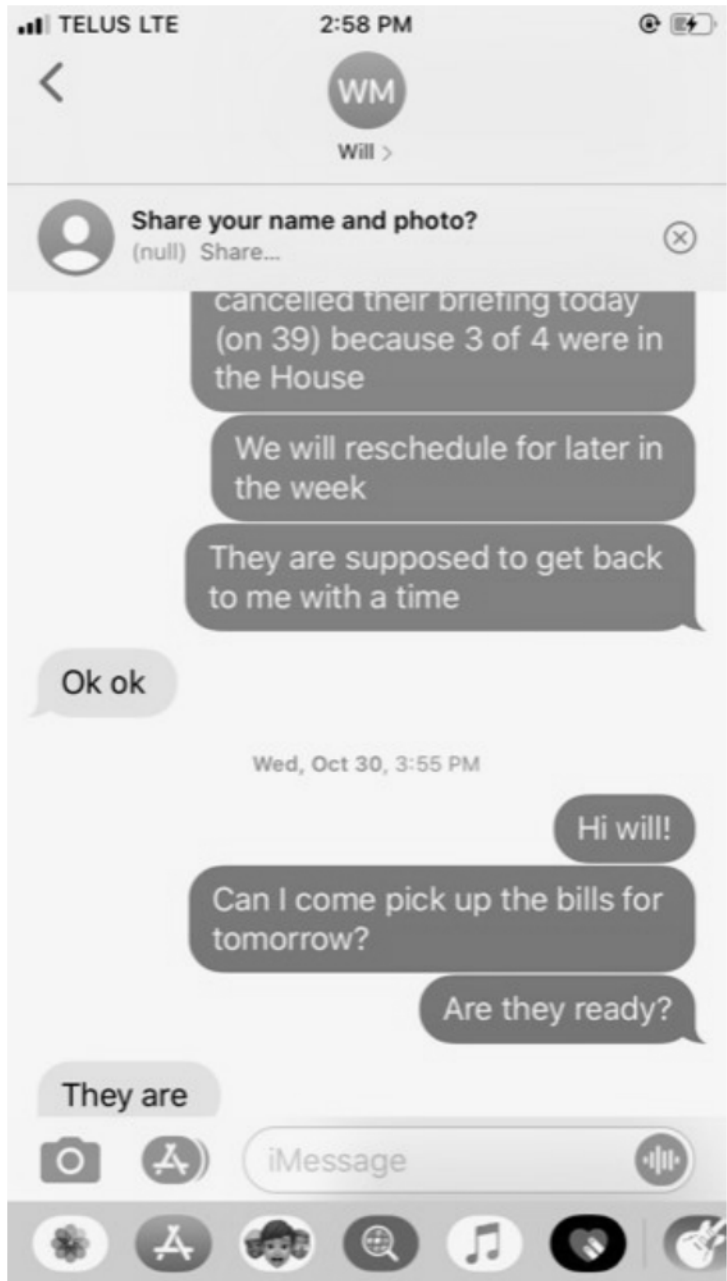 TELUS LTE 2:58 PM
WM
Will >
Share your name and photo?
(null) Share...
cancelled their briefing today
(on 39) because 3 of 4 were in
the House
We will reschedule for later in
the week
They are supposed to get back
to me with a time
Ok ok
Wed, Oct 30, 3:55 PM
Hi will!
Can I come pick up the bills for
tomorrow?
Are they ready?
They are
iMessage